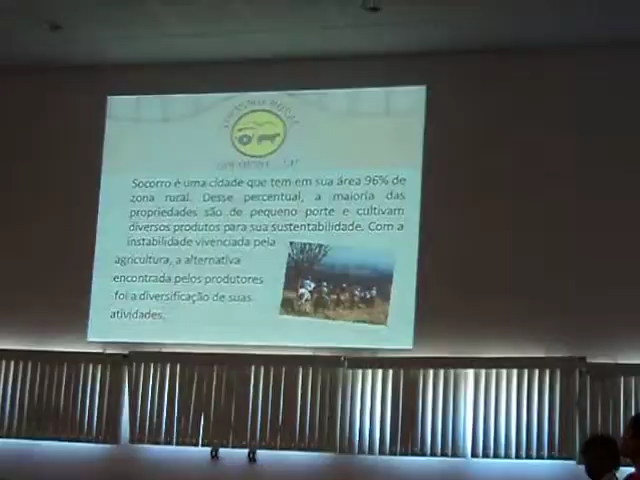 TURISMO RURAL
Socorro é uma cidade que tem em sua área 96% de
zona rural. Desse percentual, a maioria das
propriedades são de pequeno porte e cultivam
diversos produtos para sua sustentabilidade. Com a
instabilidade vivenciada pela
agricultura, a alternativa
encontrada pelos produtores
foi a diversificação de suas
atividades.